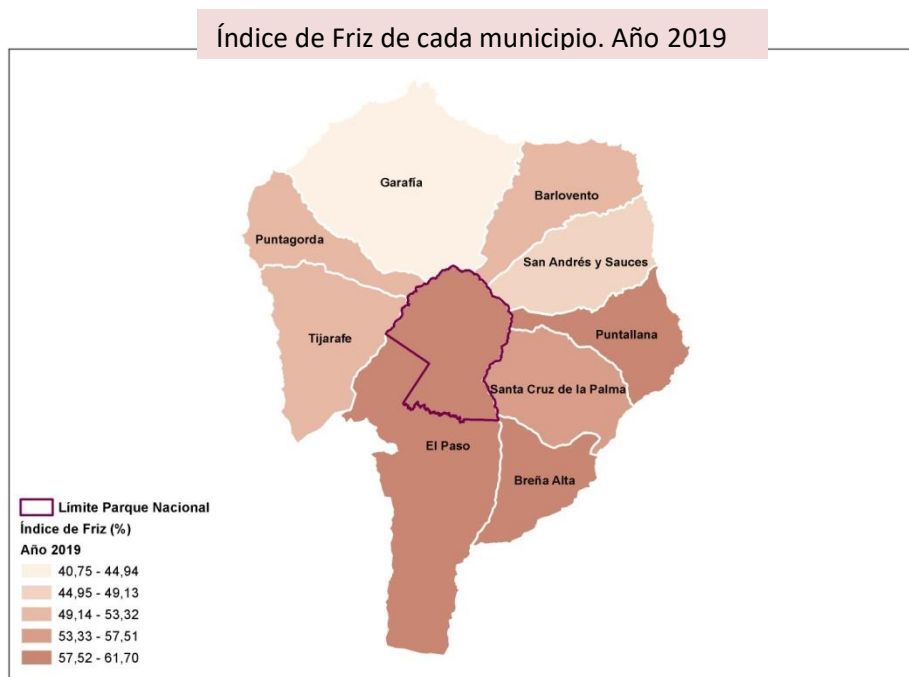 Índice de Friz de cada municipio. Año 2019
Garafía
Barlovento
Puntagorda
San Andrés y Sauces
Tijarafe
Puntallana
Santa Cruz de la Palma
El Paso
Breña Alta
Límite Parque Nacional
Índice de Friz (%)
Año 2019
40,75 - 44,94
44,95 - 49,13
49,14 - 53,32
53,33 - 57,51
57,52 - 61,70